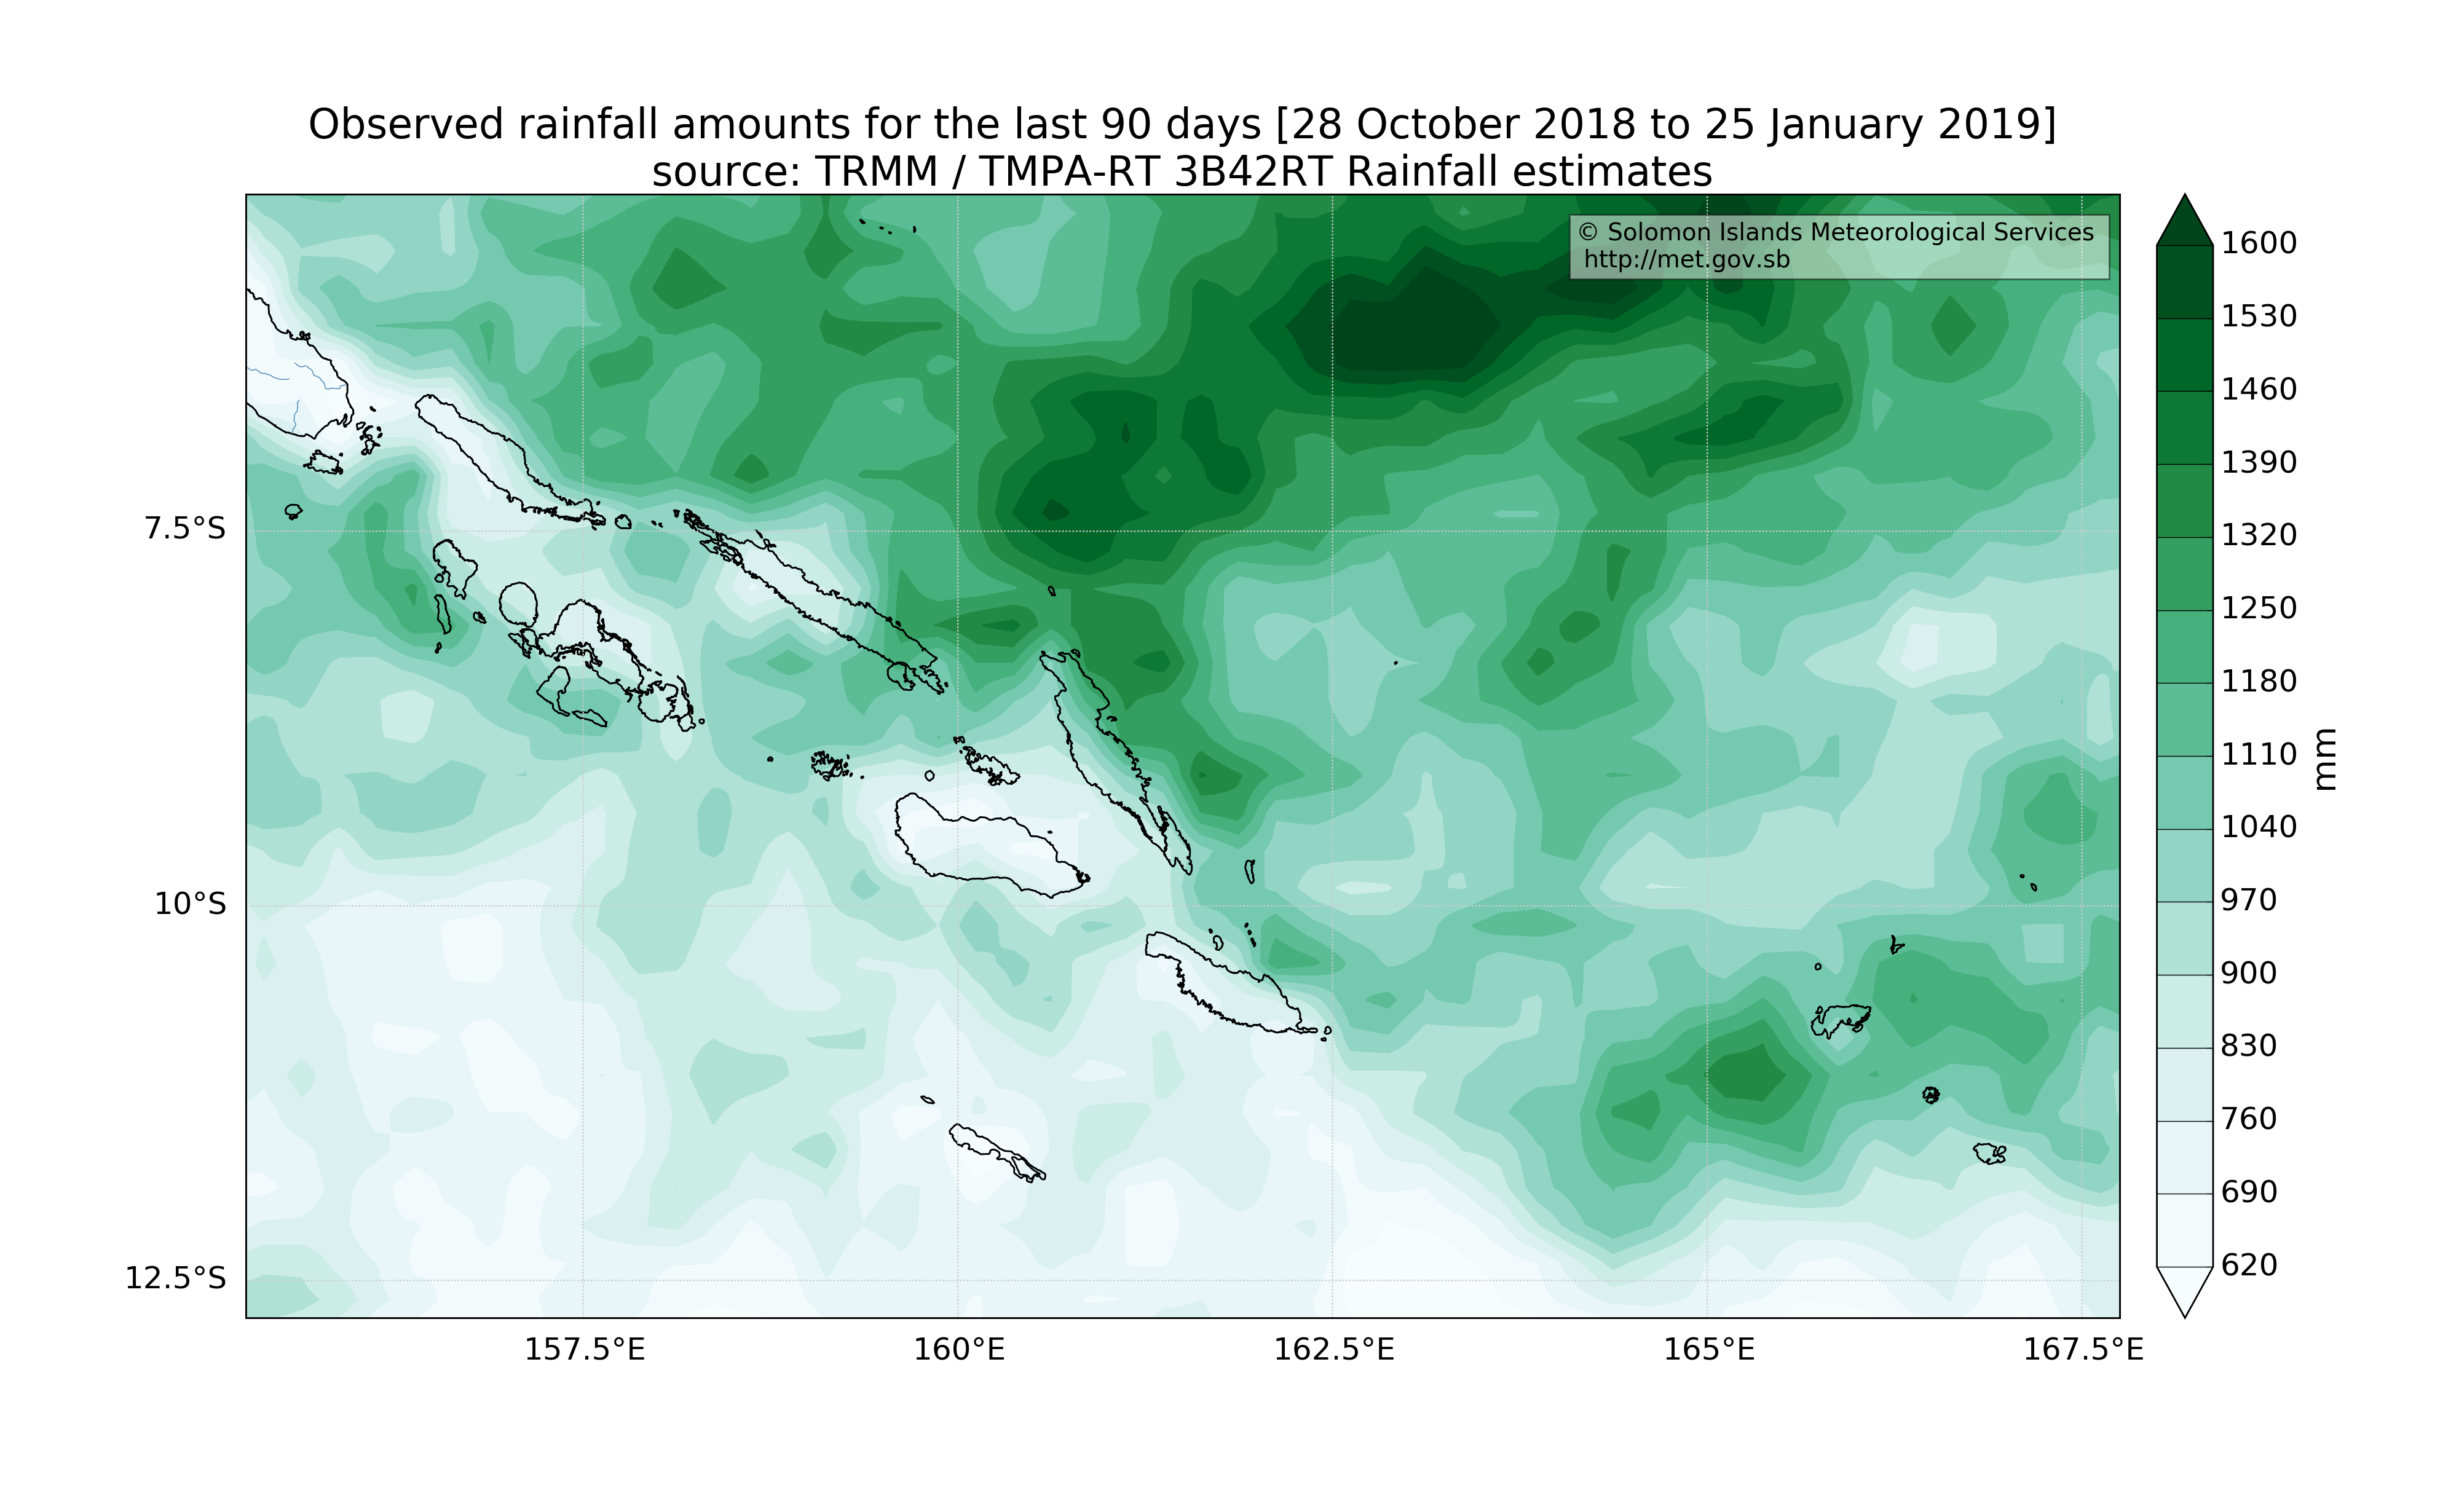 Observed rainfall amounts for the last 90 days [28 October 2018 to 25 January 2019]
source: TRMM / TMPA-RT 3B42RT Rainfall estimates
© Solomon Islands Meteorological Services
http://met.gov.sb
7.5°S
10°S
12.5°S
157.5°E
160°E
162.5°E
165°E
167.5°E
1600
1530
1460
1390
1320
1250
1180
1110
1040
970
900
830
760
690
620
mm